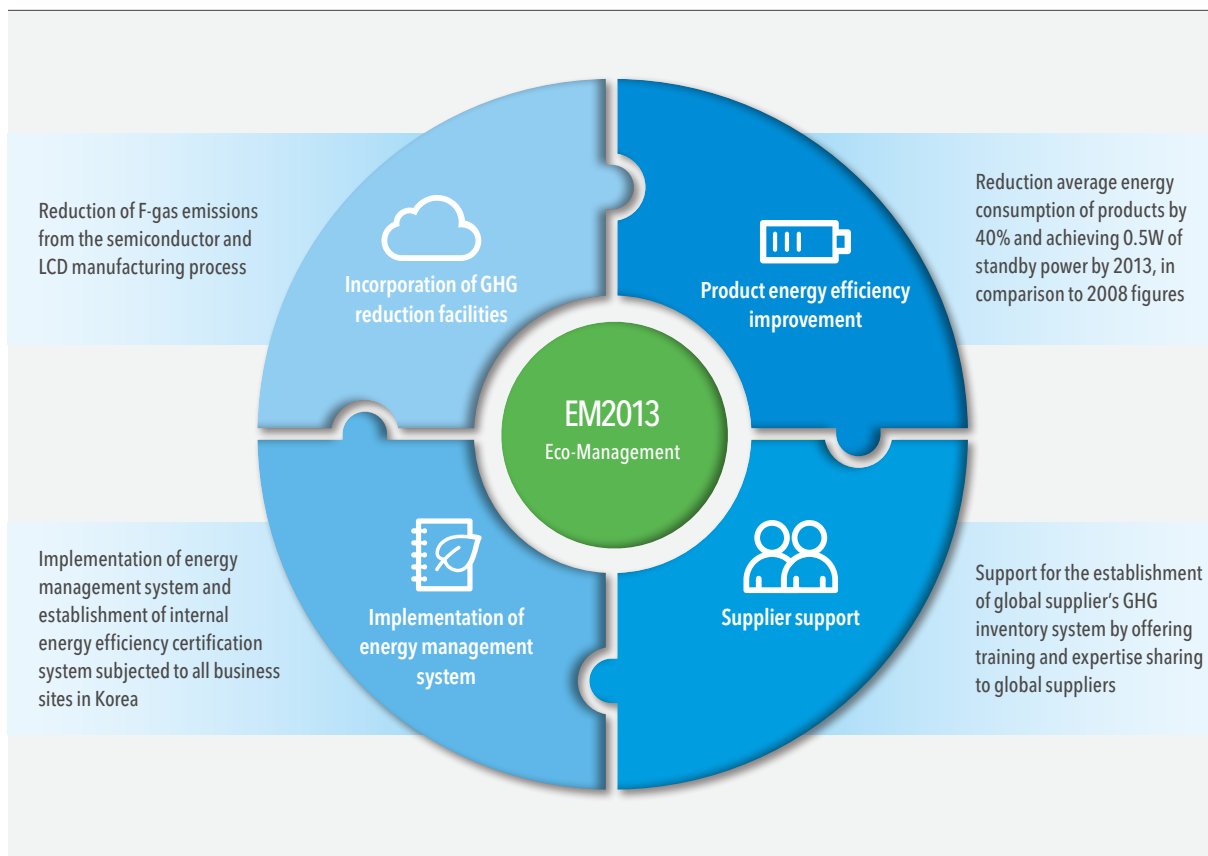 Reduction of F-gas emissions
from the semiconductor and
LCD manufacturing process
Incorporation of GHG
reduction facilities
Product energy efficiency
improvement
Reduction average energy
consumption of products by
40% and achieving 0.5W of
standby power by 2013, in
comparison to 2008 figures
EM2013
Eco-Management
Implementation of energy
management system and
establishment of internal
energy efficiency certification
system subjected to all business
sites in Korea
Implementation of
energy management
system
Supplier support
Support for the establishment
of global supplier’s GHG
inventory system by offering
training and expertise sharing
to global suppliers